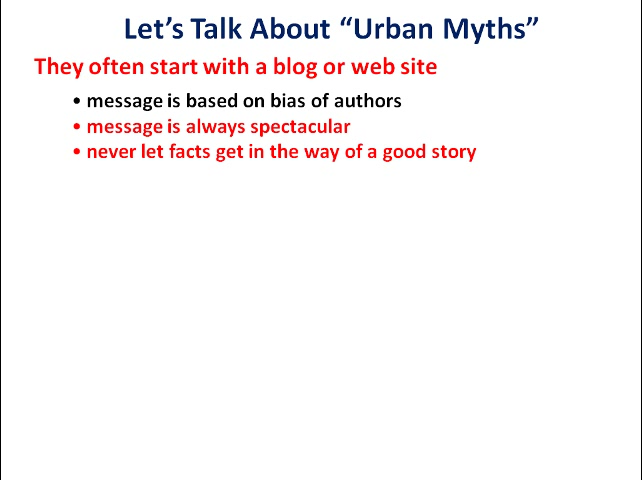 Let’s Talk About “Urban Myths”
They often start with a blog or web site
• message is based on bias of authors
• message is always spectacular
• never let facts get in the way of a good story